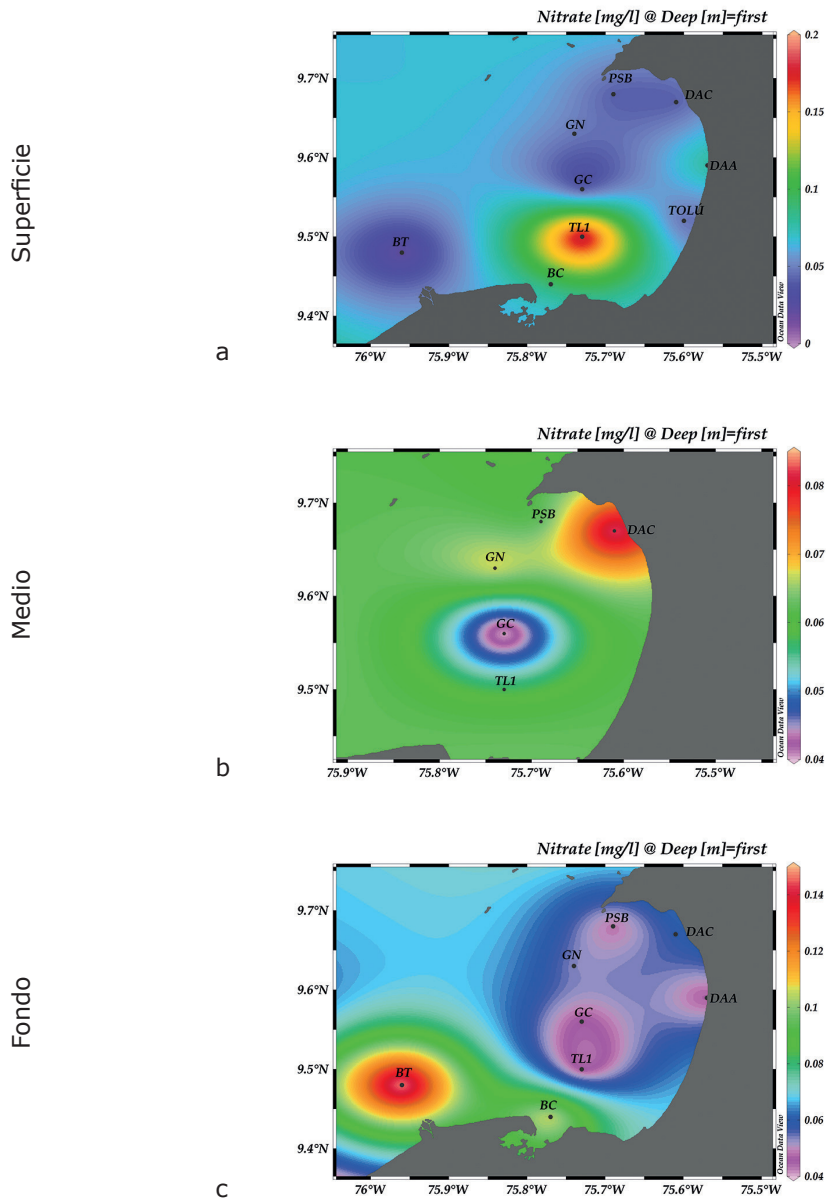 Nitrate [mg/l] @ Deep [m]=first
Superficie
9.7°N
9.6°N
9.5°N
9.4°N
PSB
DAC
GN
DAA
GC
TOLÚ
TL1
BT
BC
Ocean Data View
0.2
0.15
0.1
0.05
0
76°W
75.9°W
75.8°W
75.7°W
75.6°W
75.5°W
a
Nitrate [mg/l] @ Deep [m]=first
Medio
9.7°N
9.6°N
9.5°N
PSB
DAC
GN
GC
TL1
Ocean Data View
0.08
0.07
0.06
0.05
0.04
75.9°W
75.8°W
75.7°W
75.6°W
75.5°W
b
Nitrate [mg/l] @ Deep [m]=first
Fondo
9.7°N
9.6°N
9.5°N
9.4°N
PSB
DAC
GN
DAA
GC
TL1
BT
BC
Ocean Data View
0.14
0.12
0.1
0.08
0.06
0.04
76°W
75.9°W
75.8°W
75.7°W
75.6°W
75.5°W
c